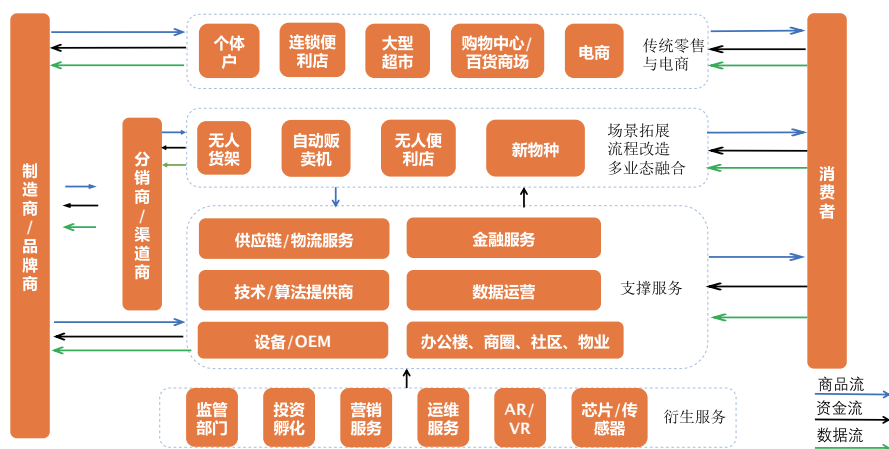 制造商/品牌商
分销商/渠道商
个体
户
连锁便
利店
大型
超市
购物中心/
百货商场
电商
传统零售
与电商
无人
货架
自动贩
卖机
无人便
利店
新物种
场景拓展
流程改造
多业态融合
供应链/物流服务
金融服务
技术/算法提供商
数据运营
支撑服务
设备/OEM
办公楼、商圈、社区、物业
监管
部门
投资
孵化
营销
服务
运维
服务
AR/
VR
芯片/传
感器
衍生服务
消费者
商品流
资金流
数据流